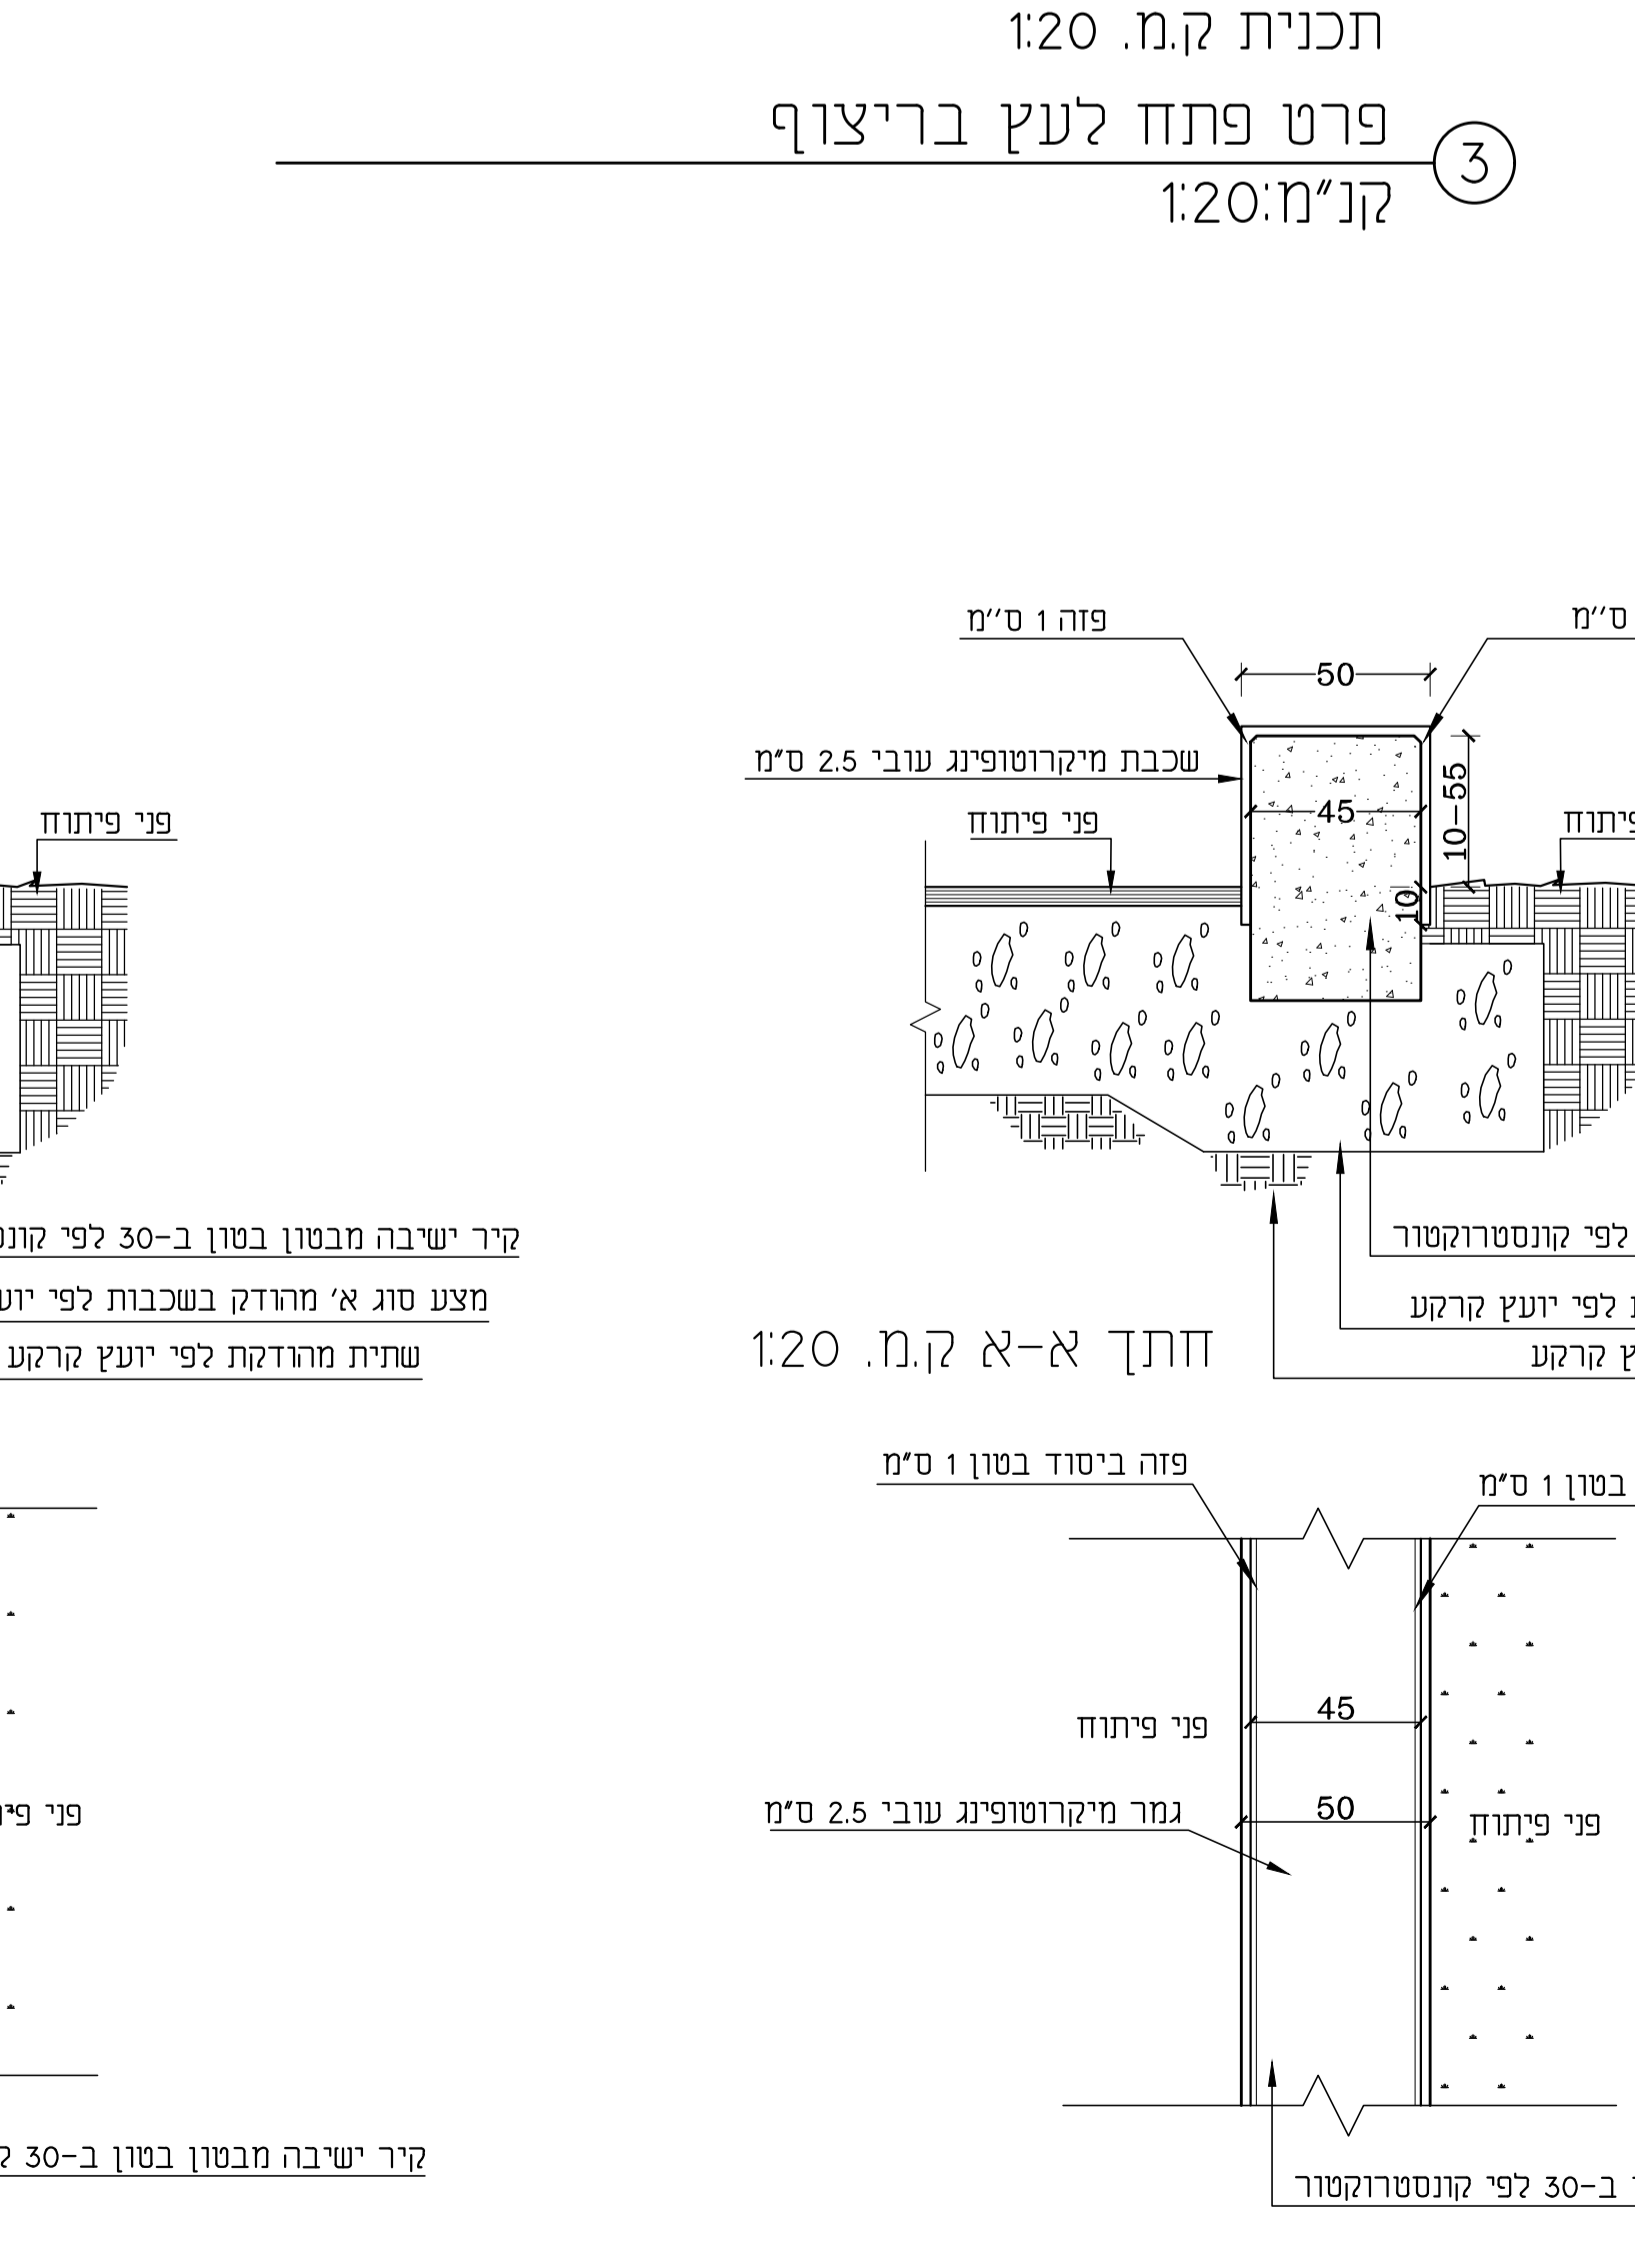 תכנית ק.מ. 1:20
פרט פתח לעץ בריצוף
3
קנ"מ:1:20
פזה 1 ס''מ
ס''מ
50
שכבת מיקרוטופינג עובי 2.5 ס"מ
10-55
45
פני פיתוח
פני פיתוח
פיתוח
10
קיר ישיבה מבטון בטון ב-30 לפי
לפי קונסטרוקטור
מצע סוג א' מהודק בשכבות לפי
לפי יועץ קרקע
שתית מהודקת לפי יועץ קרקע
קרקע
חתך א-א ק.מ. 1:20
פזה ביסוד בטון 1 ס"מ
בטון 1 ס"מ
45
פני פיתוח
50
גמר מיקרוטופינג עובי 2.5 ס"מ
פני פיתוח
פני
קיר ישיבה מבטון בטון ב-30
ב-30 לפי קונסטרוקטור